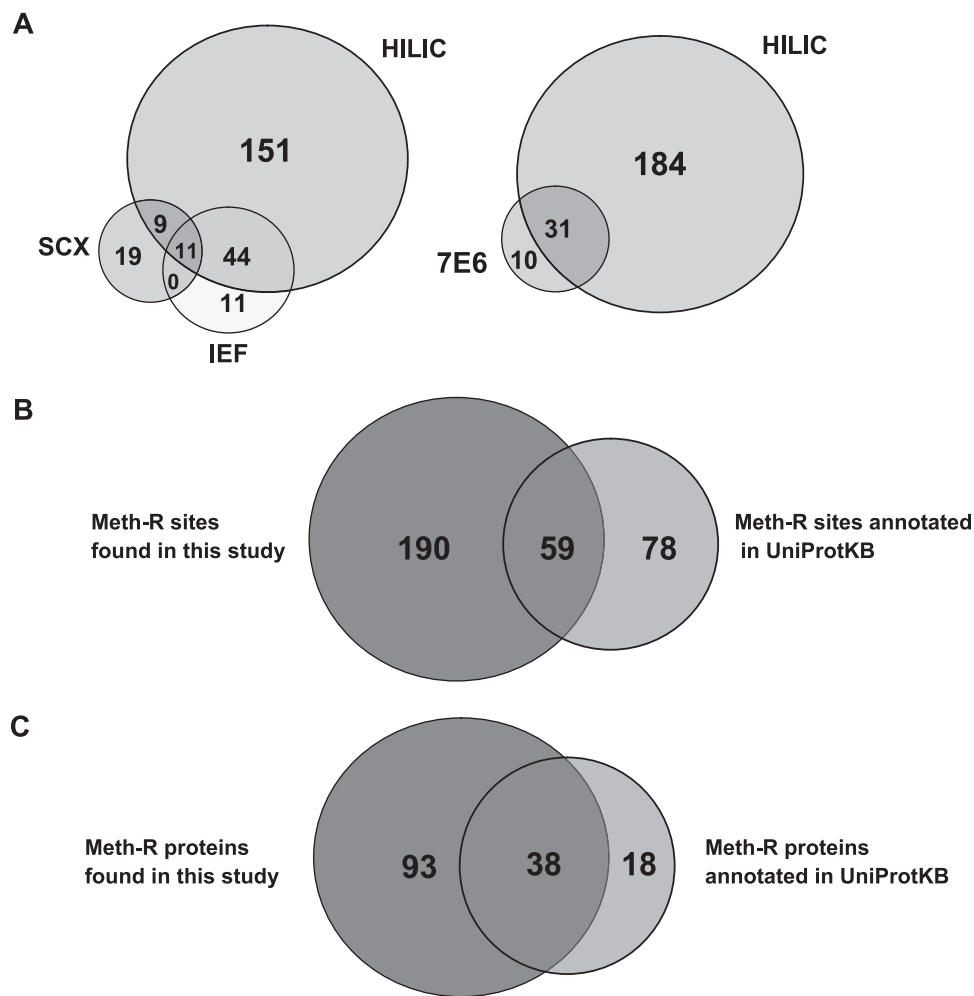 A
HILIC
151
9
SCX
19
11
44
0
11
IEF
HILIC
184
31
7E6
10
B
Meth-R sites
found in this study
190
59
78
Meth-R sites annotated
in UniProtKB
C
Meth-R proteins
found in this study
93
38
18
Meth-R proteins
annotated in UniProtKB